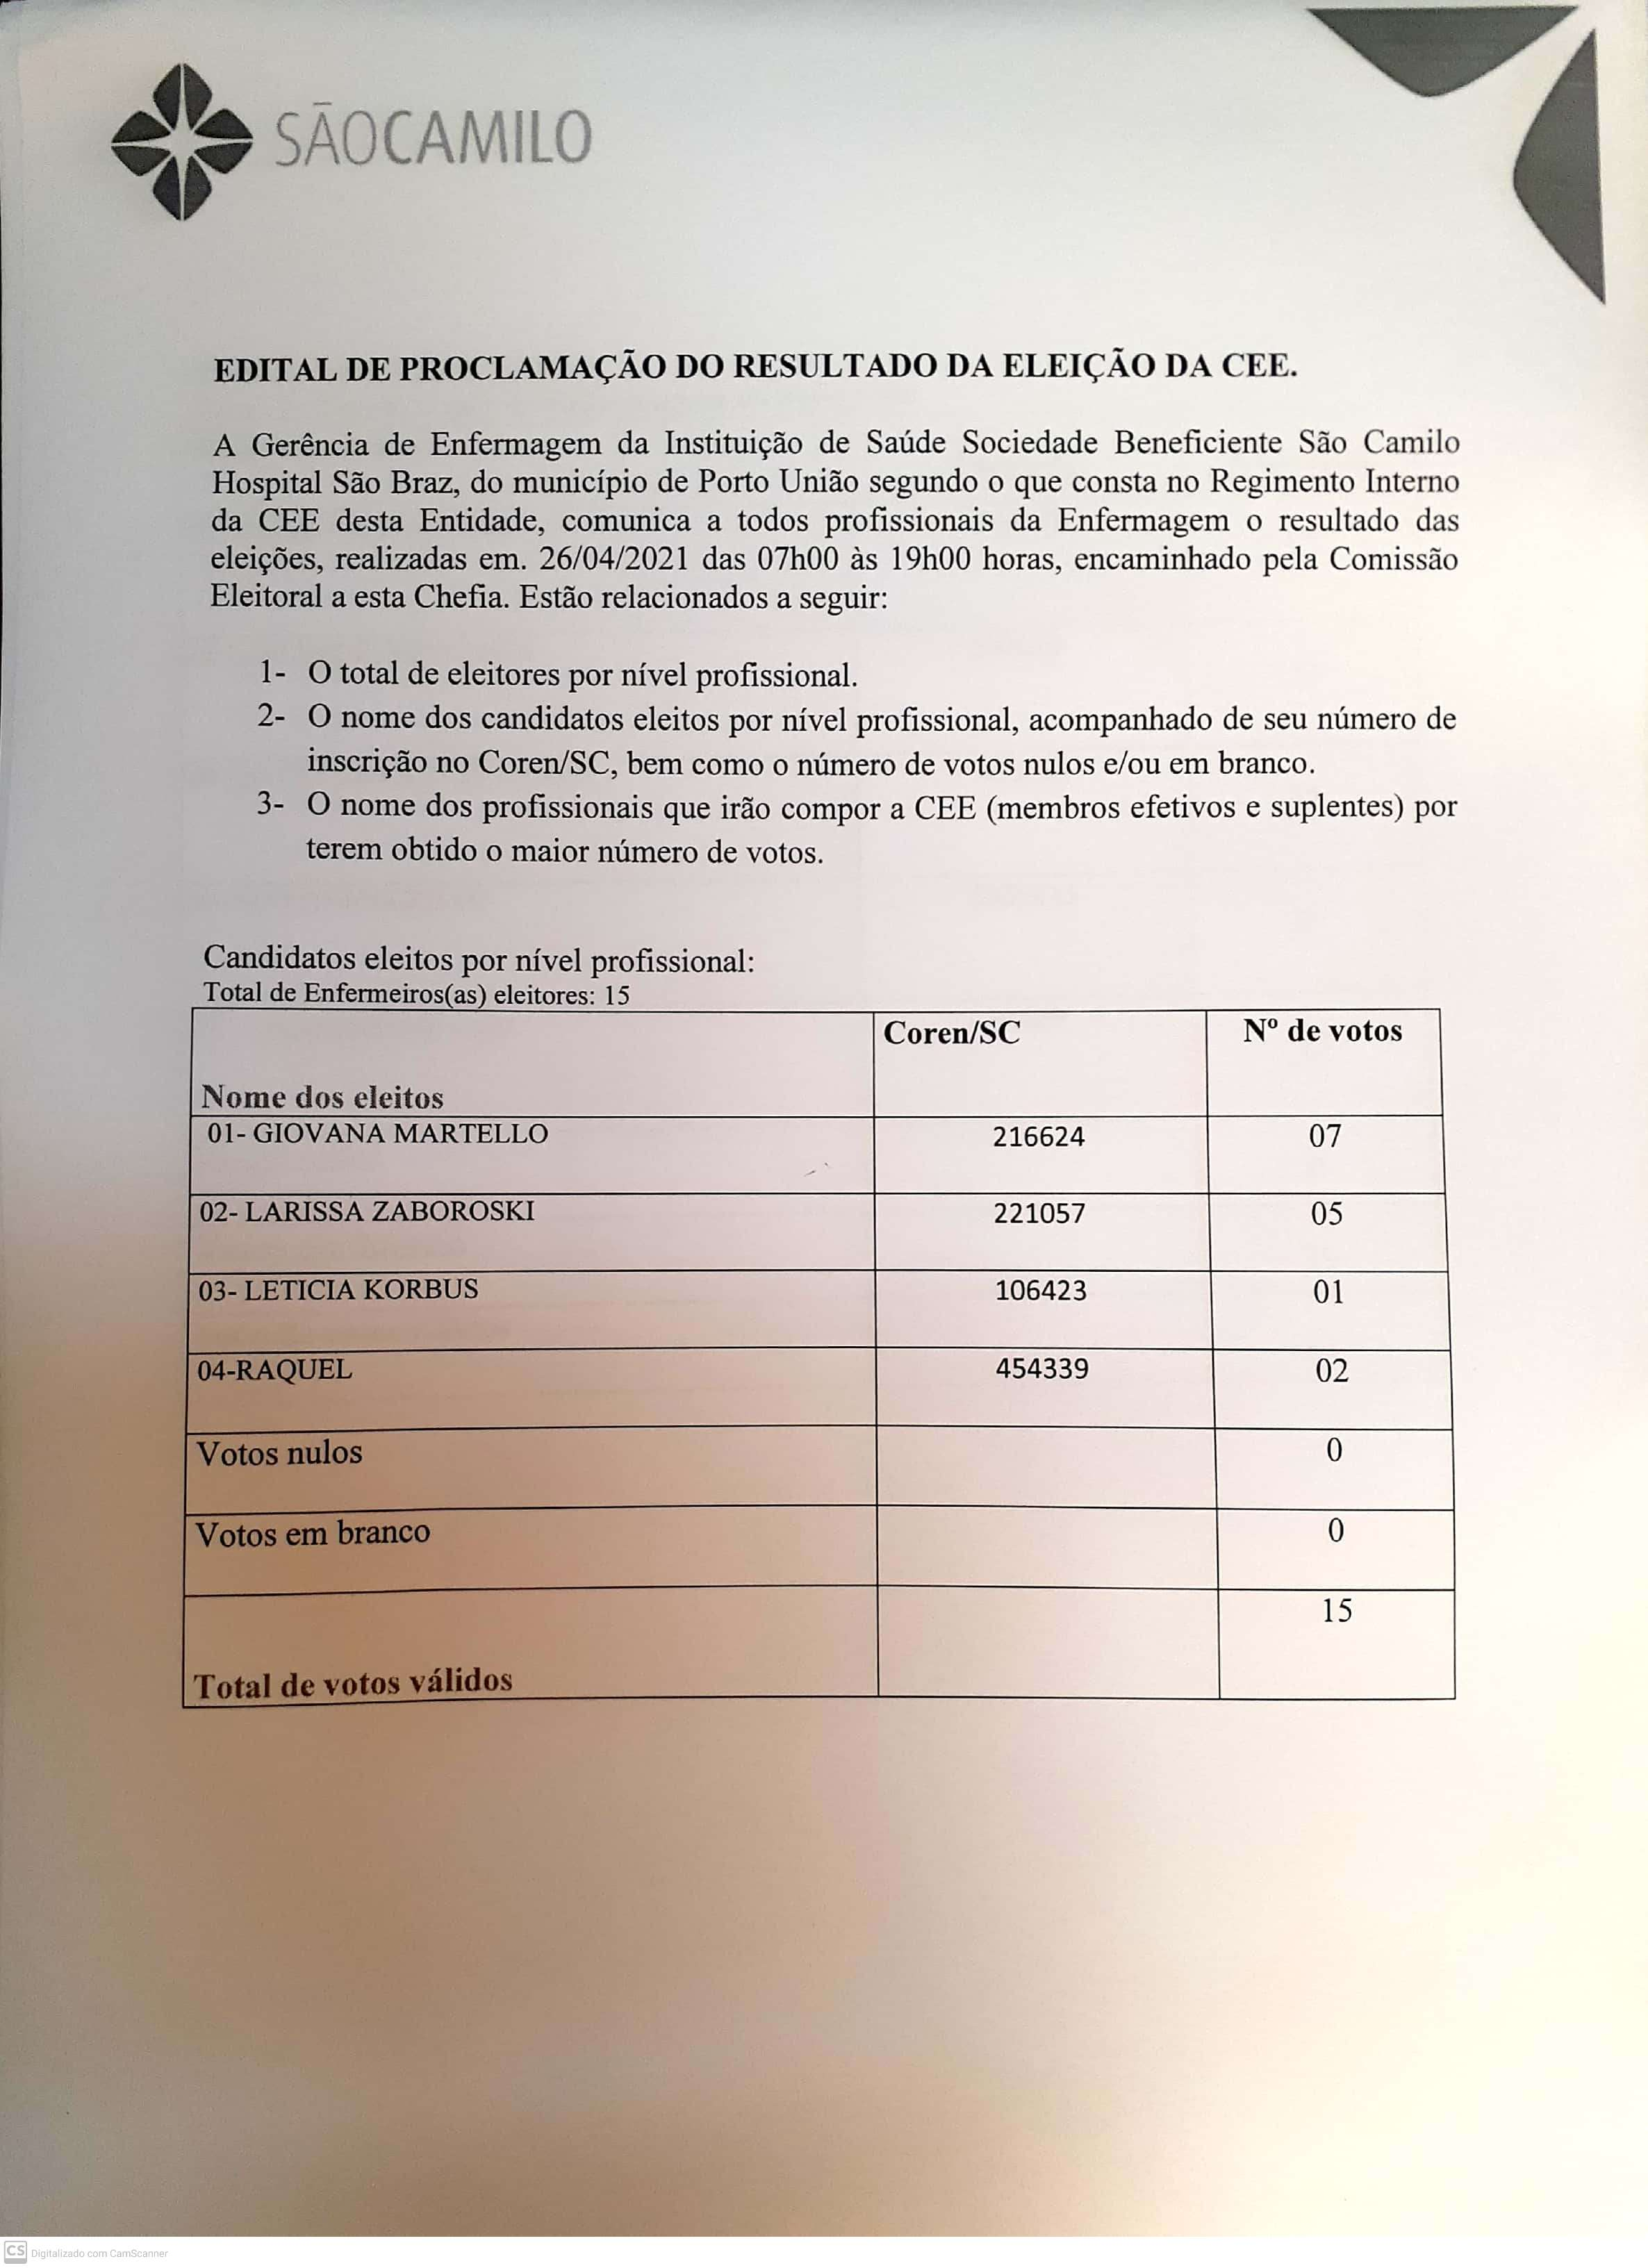 SÃOCAMILO
EDITAL DE PROCLAMAÇÃO DO RESULTADO DA ELEIÇÃO DA CEE.
A Gerência de Enfermagem da Instituição de Saúde Sociedade Beneficiente São Camilo
Hospital São Braz, do município de Porto União segundo o que consta no Regimento Interno
da CEE desta Entidade, comunica a todos profissionais da Enfermagem o resultado das
eleições, realizadas em. 26/04/2021 das 07h00 às 19h00 horas, encaminhado pela Comissão
Eleitoral a esta Chefia. Estão relacionados a seguir:
1- O total de eleitores por nível profissional.
2- O nome dos candidatos eleitos por nível profissional, acompanhado de seu número de
inscrição no Coren/SC, bem como o número de votos nulos e/ou em branco.
3- O nome dos profissionais que irão compor a CEE (membros efetivos e suplentes) por
terem obtido o maior número de votos.
Candidatos eleitos por nível profissional:
Total de Enfermeiros(as) eleitores: 15
Nome dos eleitos Coren/SC Nº de votos
01- GIOVANA MARTELLO 216624 07
02- LARISSA ZABOROSKI 221057 05
03- LETICIA KORBUS 106423 01
04-RAQUEL 454339 02
Votos nulos 0
Votos em branco 0
Total de votos válidos 15
CS Digitalizado com CamScanner